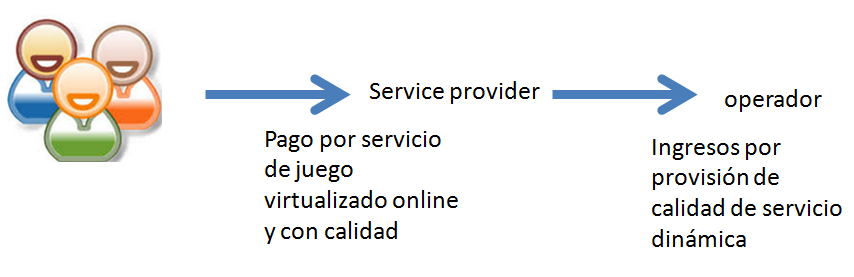 Service provider
operador
Pago por servicio
de juego
virtualizado online
y con calidad
Ingresos por
provisión de
calidad de servicio
dinámica